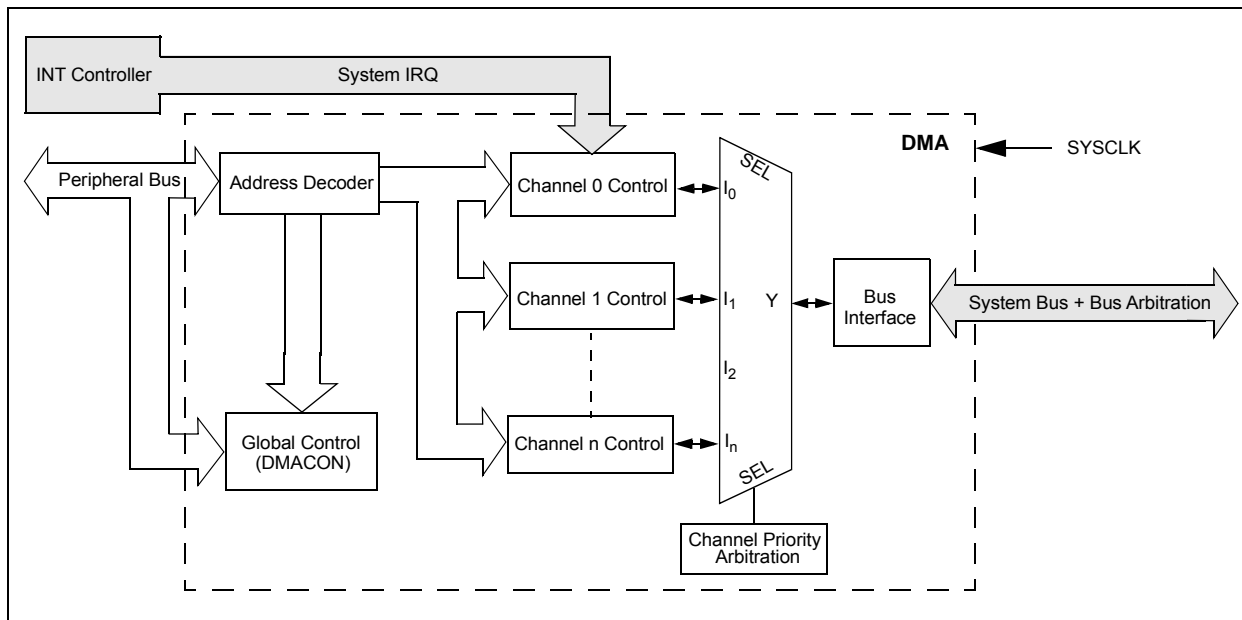 INT Controller
System IRQ
DMA
SYSCLK
Peripheral Bus
Address Decoder
Channel 0 Control
I0
SEL
Channel 1 Control
I1
Y
Bus
Interface
System Bus + Bus Arbitration
I2
Global Control
(DMACON)
Channel n Control
In
SEL
Channel Priority
Arbitration